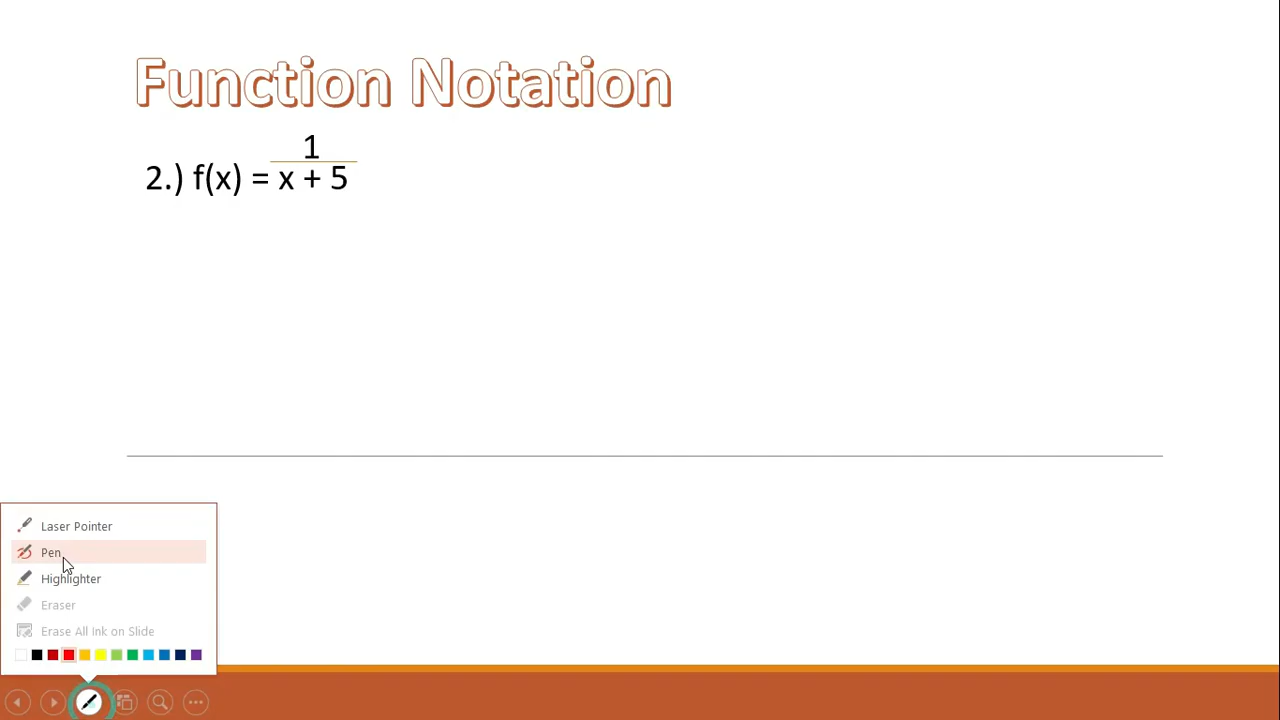 Function Notation
1
2.) f(x) = x + 5
Laser Pointer
Pen
Highlighter
Eraser
Erase All Ink on Slide